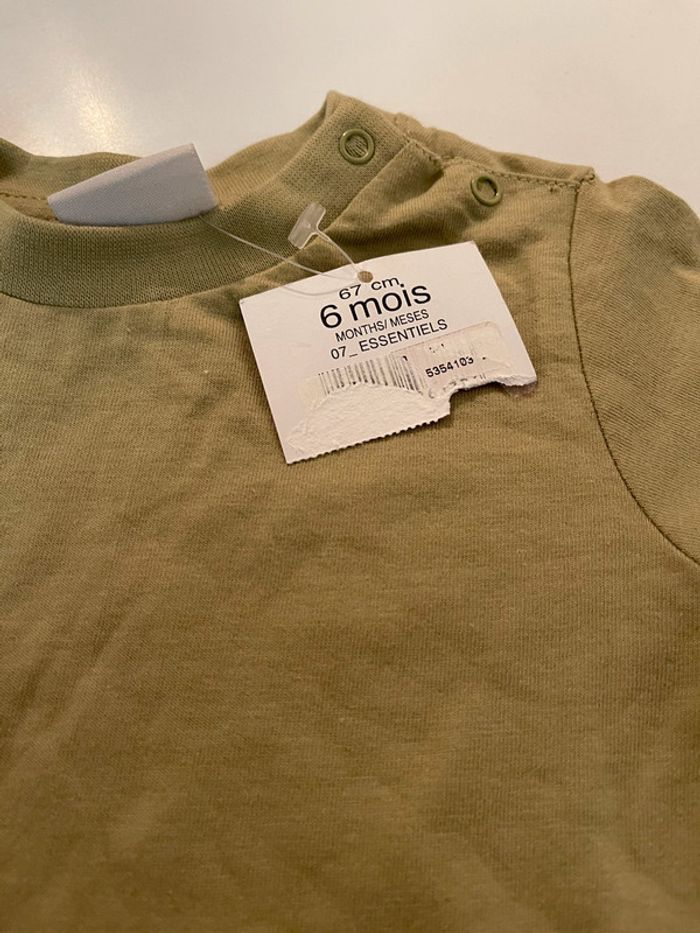 67 cm
6 mois
MONTHS/ MESES
07_ ESSENTIELS
5354103